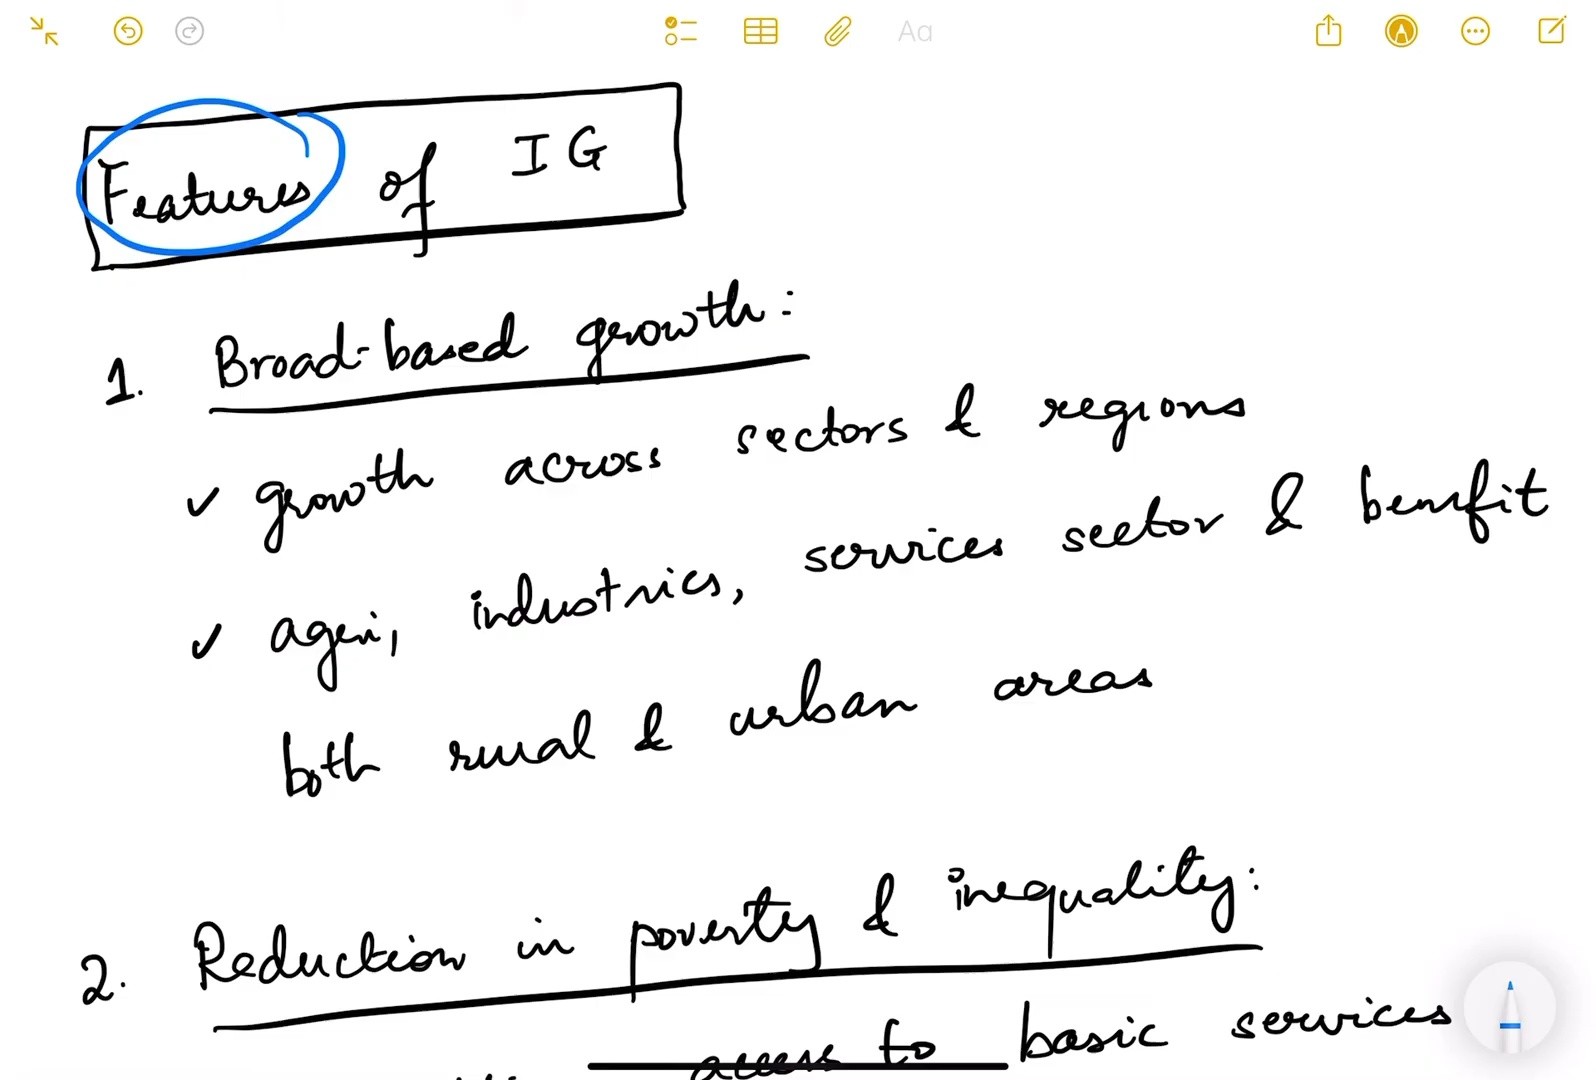 Aa
Features of IG
1. Broad-based growth:
✓ growth across sectors & regions
✓ agri, industries, services sector & benefit
both rural & urban areas
2. Reduction in poverty & inequality:
access to basic services